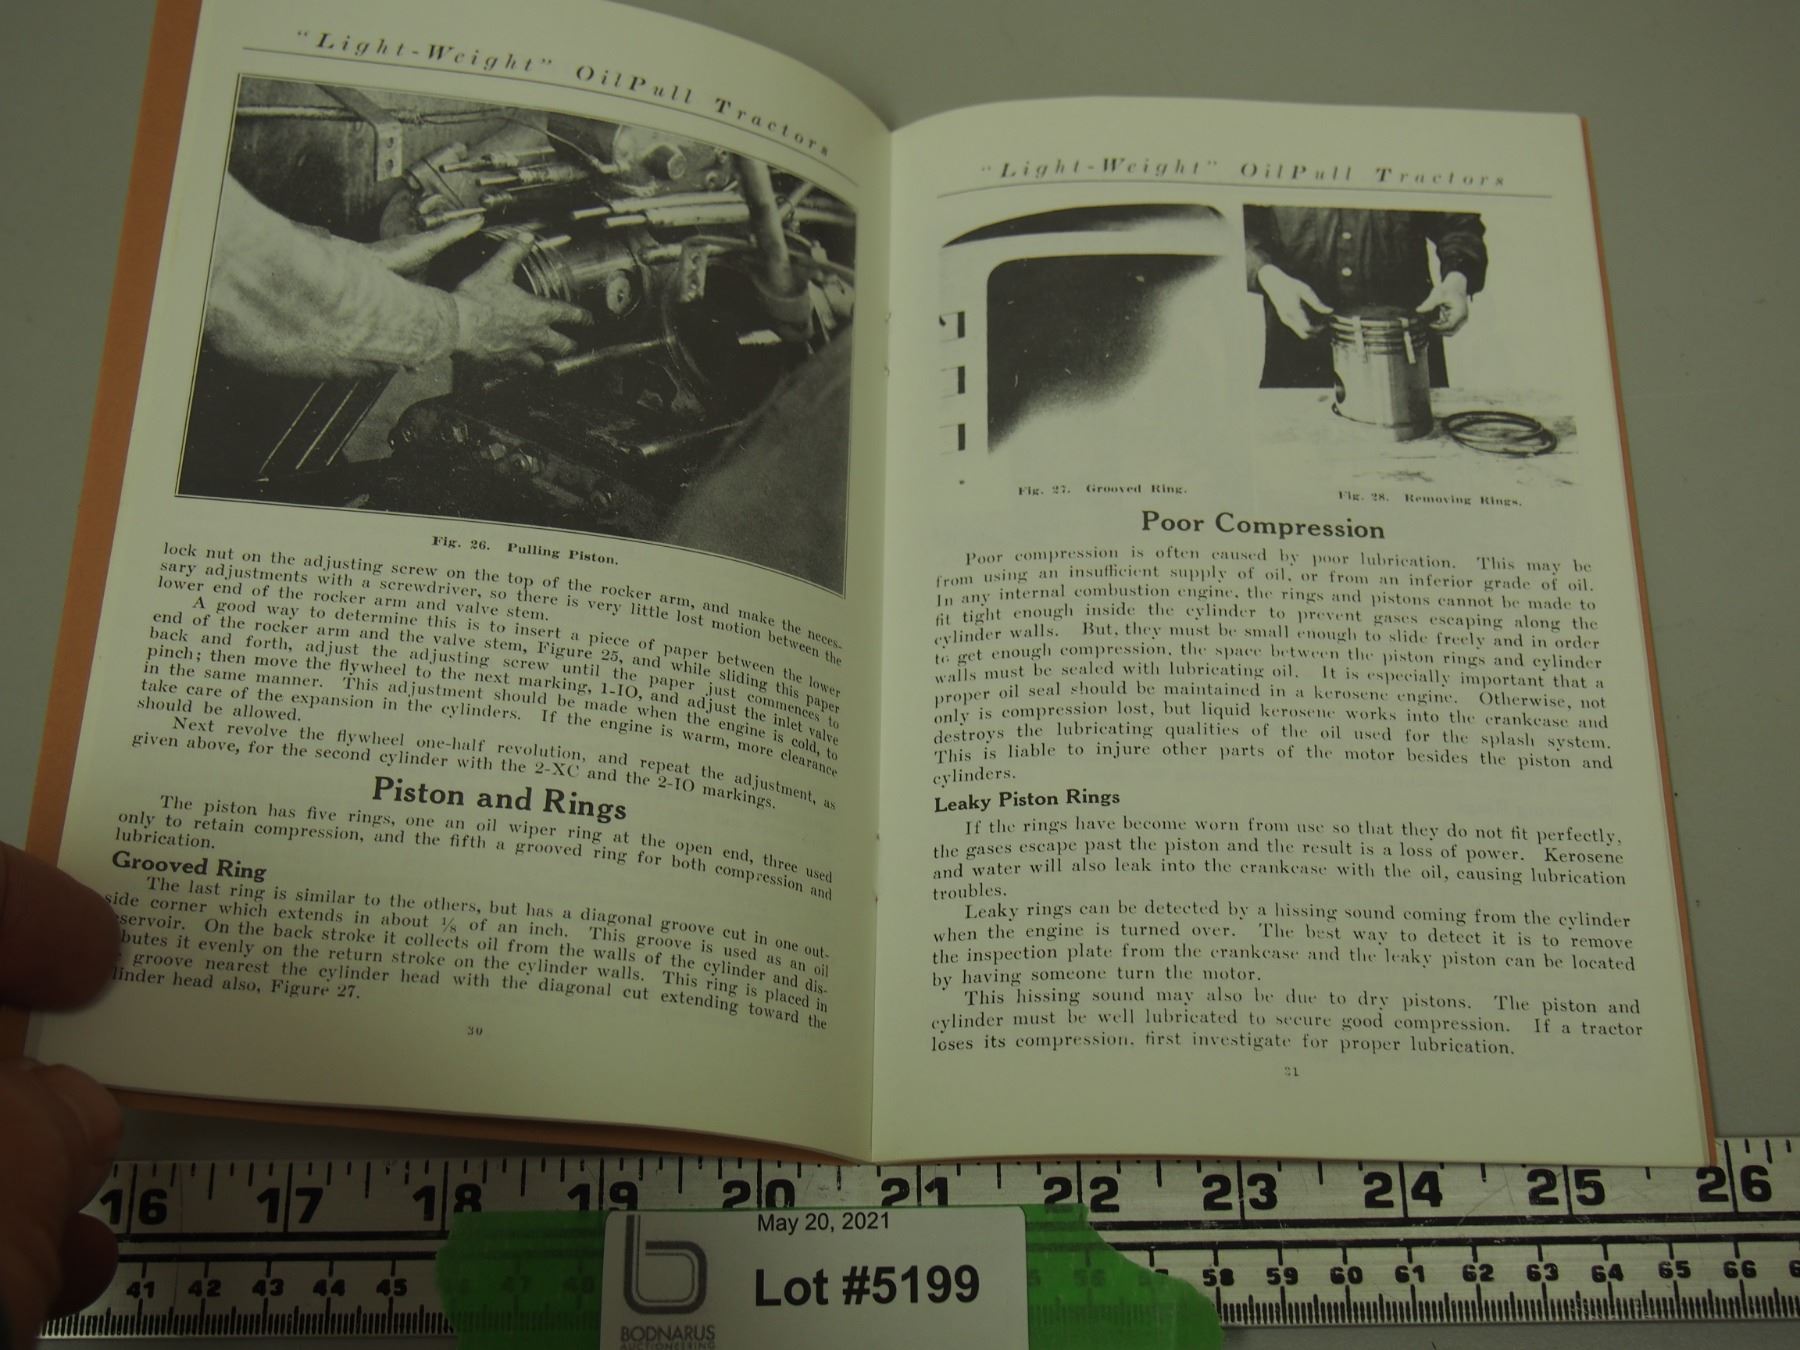 "Light-Weight" OilPull Tractors
Fig. 26. Pulling Piston.
lock nut on the adjusting screw on the top of the rocker arm, and make the neces-
sary adjustments with a screwdriver, so there is very little lost motion between the
lower end of the rocker arm and valve stem.
A good way to determine this is to insert a piece of paper between the lower
end of the rocker arm and the valve stem, Figure 25, and while sliding this paper
back and forth, adjust the adjusting screw until the paper just commences to
pinch; then move the flywheel to the next marking, 1-IO, and adjust the inlet valve
in the same manner. This adjustment should be made when the engine is cold, to
take care of the expansion in the cylinders. If the engine is warm, more clearance
should be allowed.
Next revolve the flywheel one-half revolution, and repeat the adjustment, as
given above, for the second cylinder with the 2-XC and the 2-IO markings.
Piston and Rings
The piston has five rings, one an oil wiper ring at the open end, three used
only to retain compression, and the fifth a grooved ring for both compression and
lubrication.
Grooved Ring
The last ring is similar to the others, but has a diagonal groove cut in one out-
side corner which extends in about 1/8 of an inch. This groove is used as an oil
servoir. On the back stroke it collects oil from the walls of the cylinder and dis-
butes it evenly on the return stroke on the cylinder walls. This ring is placed in
groove nearest the cylinder head with the diagonal cut extending toward the
linder head also, Figure 27.
30
"Light-Weight" OilPull Tractors
Fig. 27. Grooved Ring.
Fig. 28. Removing Rings.
Poor Compression
Poor compression is often caused by poor lubrication. This may be
from using an insufficient supply of oil, or from an inferior grade of oil.
In any internal combustion engine, the rings and pistons cannot be made to
fit tight enough inside the cylinder to prevent gases escaping along the
cylinder walls. But, they must be small enough to slide freely and in order
to get enough compression, the space between the piston rings and cylinder
walls must be sealed with lubricating oil. It is especially important that a
proper oil seal should be maintained in a kerosene engine. Otherwise, not
only is compression lost, but liquid kerosene works into the crankcase and
destroys the lubricating qualities of the oil used for the splash system.
This is liable to injure other parts of the motor besides the piston and
cylinders.
Leaky Piston Rings
If the rings have become worn from use so that they do not fit perfectly,
the gases escape past the piston and the result is a loss of power. Kerosene
and water will also leak into the crankcase with the oil, causing lubrication
troubles.
Leaky rings can be detected by a hissing sound coming from the cylinder
when the engine is turned over. The best way to detect it is to remove
the inspection plate from the crankcase and the leaky piston can be located
by having someone turn the motor.
This hissing sound may also be due to dry pistons. The piston and
cylinder must be well lubricated to secure good compression. If a tractor
loses its compression, first investigate for proper lubrication.
31
16 17 18 19 20 21 22 23 24 25 26
41 42 43 44 45 46 47 48 56 57 58 59 60 61 62 63 64 65 66
May 20, 2021
Lot #5199
BODNARUS
AUCTIONEERING